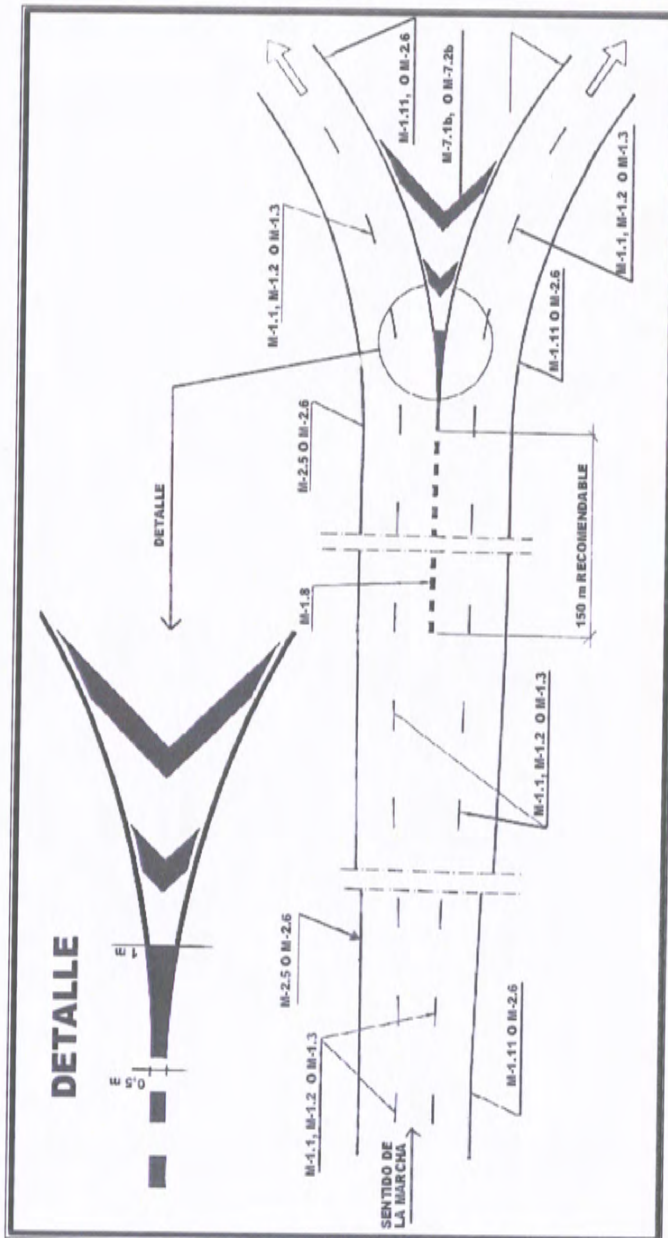 DETALLE
0,5 m
1 m
DETALLE
M-1.1, M-1.2 O M-1.3
M-2.5 O M-2.6
M-1.8
M-2.5 O M-2.6
M-1.1, M-1.2 O M-1.3
M-1.11, O M-2.6
M-7.1b, O M-7.2b
SENTIDO DE
LA MARCHA
M-1.11 O M-2.6
M-1.1, M-1.2 O M-1.3
150 m RECOMENDABLE
M-1.11 O M-2.6
M-1.1, M-1.2 O M-1.3